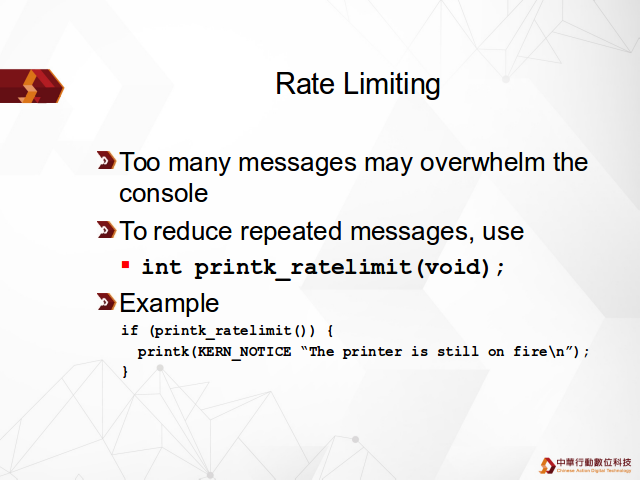 Rate Limiting
Too many messages may overwhelm the
console
To reduce repeated messages, use
int printk_ratelimit(void);
Example
if (printk_ratelimit()) {
printk(KERN_NOTICE “The printer is still on fire\n”);
}
中華行動數位科技
Chinese Action Digital Technology